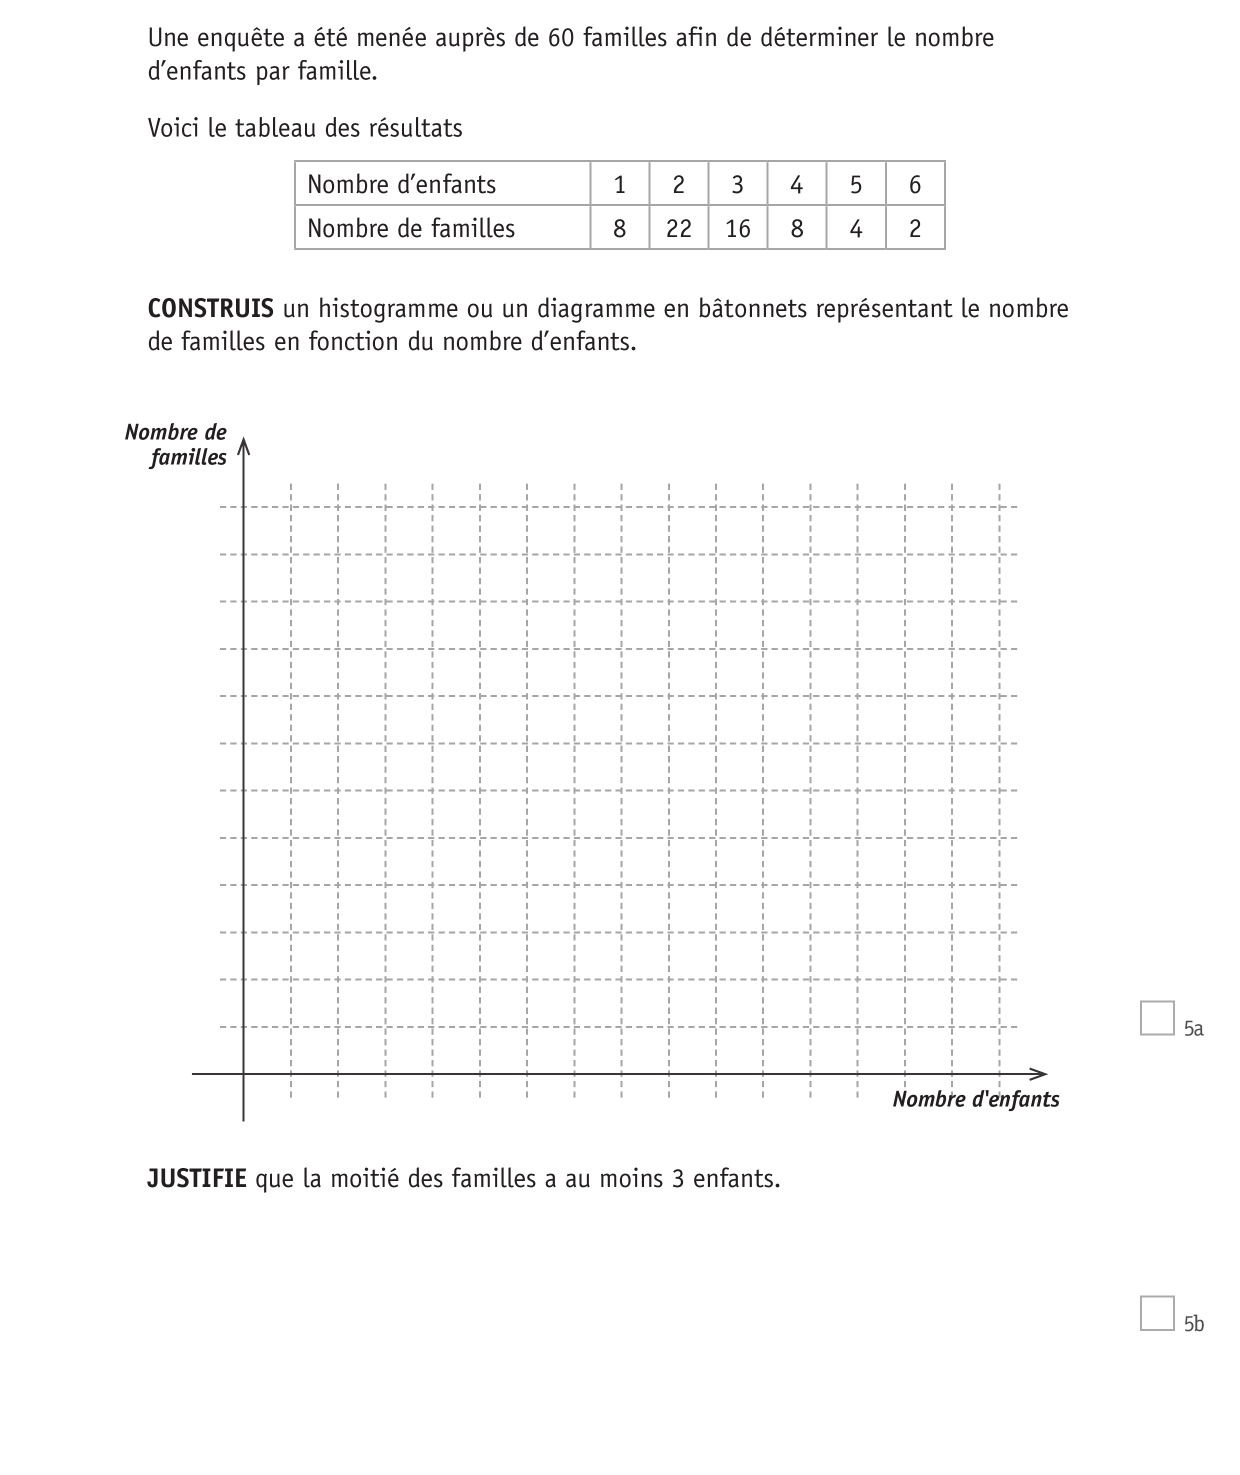 Une enquête a été menée auprès de 60 familles afin de déterminer le nombre
d’enfants par famille.
Voici le tableau des résultats
Nombre d’enfants 1 2 3 4 5 6
Nombre de familles 8 22 16 8 4 2
CONSTRUIS un histogramme ou un diagramme en bâtonnets représentant le nombre
de familles en fonction du nombre d’enfants.
Nombre de
familles
5a
Nombre d'enfants
JUSTIFIE que la moitié des familles a au moins 3 enfants.
5b